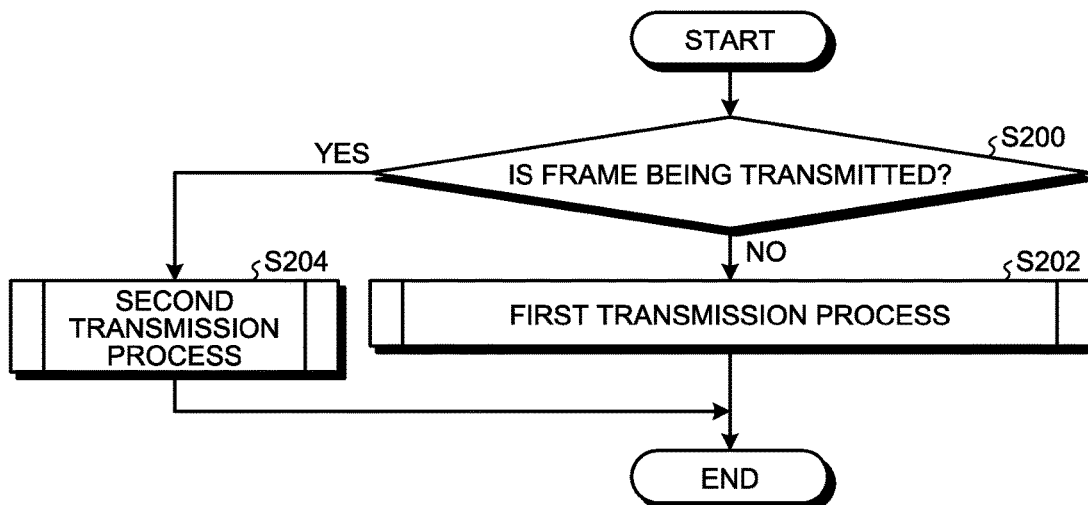 START
S200
YES
IS FRAME BEING TRANSMITTED?
NO
S204
S202
SECOND
TRANSMISSION
PROCESS
FIRST TRANSMISSION PROCESS
END